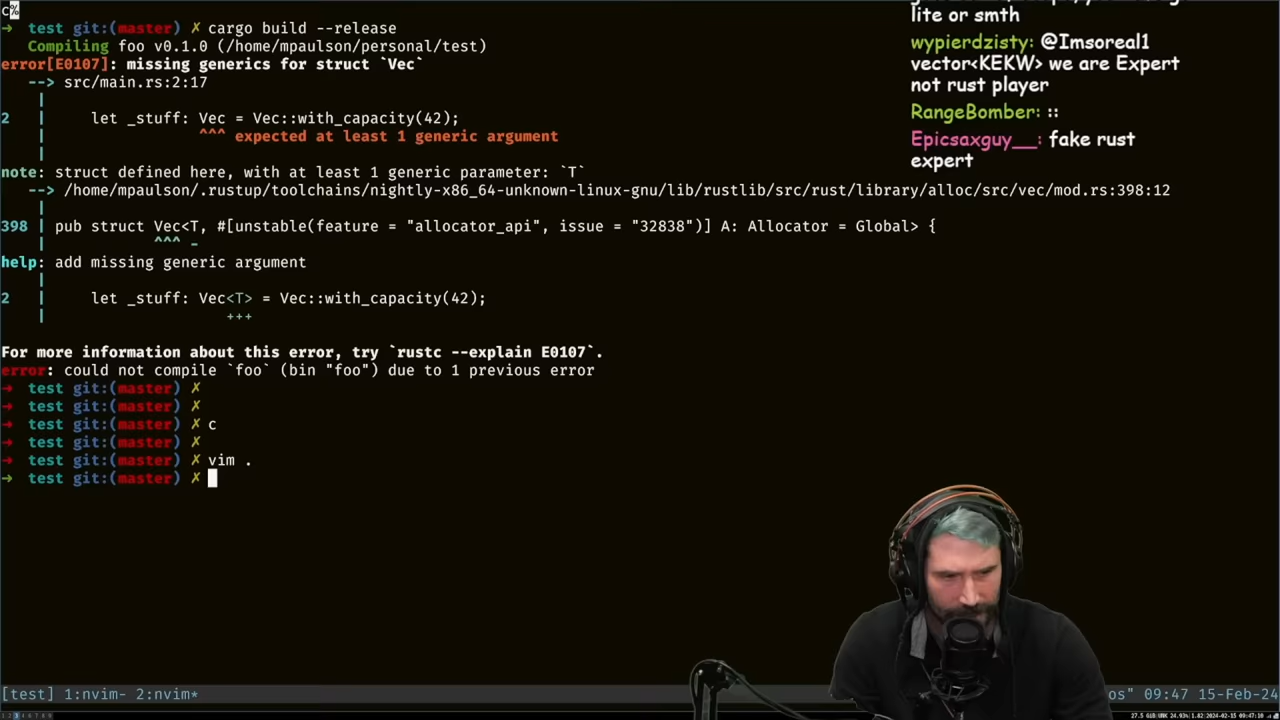 c%
→ test git:(master) ✗ cargo build --release
Compiling foo v0.1.0 (/home/mpaulson/personal/test)
error[E0107]: missing generics for struct `Vec`
--> src/main.rs:2:17
|
2 | let _stuff: Vec = Vec::with_capacity(42);
| ^^^ expected at least 1 generic argument
|
note: struct defined here, with at least 1 generic parameter: `T`
--> /home/mpaulson/.rustup/toolchains/nightly-x86_64-unknown-linux-gnu/lib/rustlib/src/rust/library/alloc/src/vec/mod.rs:398:12
|
398 | pub struct Vec<T, #[unstable(feature = "allocator_api", issue = "32838")] A: Allocator = Global> {
| ^^^ -
help: add missing generic argument
|
2 | let _stuff: Vec<T> = Vec::with_capacity(42);
| +++
For more information about this error, try `rustc --explain E0107`.
error: could not compile `foo` (bin "foo") due to 1 previous error
→ test git:(master) ✗
→ test git:(master) ✗
→ test git:(master) ✗ c
→ test git:(master) ✗
→ test git:(master) ✗ vim .
→ test git:(master) ✗
lite or smth
wypierdzisty: @Imsoreal1
vector<KEKW> we are Expert
not rust player
RangeBomber: ::
Epicsaxguy__: fake rust
expert
[test] 1:nvim- 2:nvim*
os" 09:47 15-Feb-24